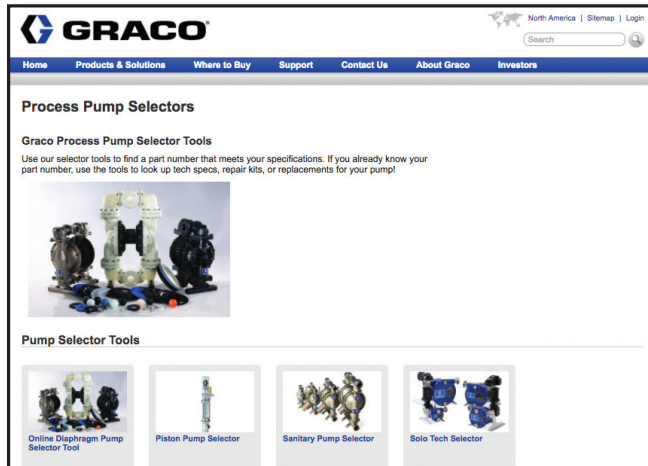 GRACO
North America | Sitemap | Login
Search
Home Products & Solutions Where to Buy Support Contact Us About Graco Investors
Process Pump Selectors
Graco Process Pump Selector Tools
Use our selector tools to find a part number that meets your specifications. If you already know your
part number, use the tools to look up tech specs, repair kits, or replacements for your pump!
Pump Selector Tools
Online Diaphragm Pump
Selector Tool
Piston Pump Selector
Sanitary Pump Selector
Solo Tech Selector